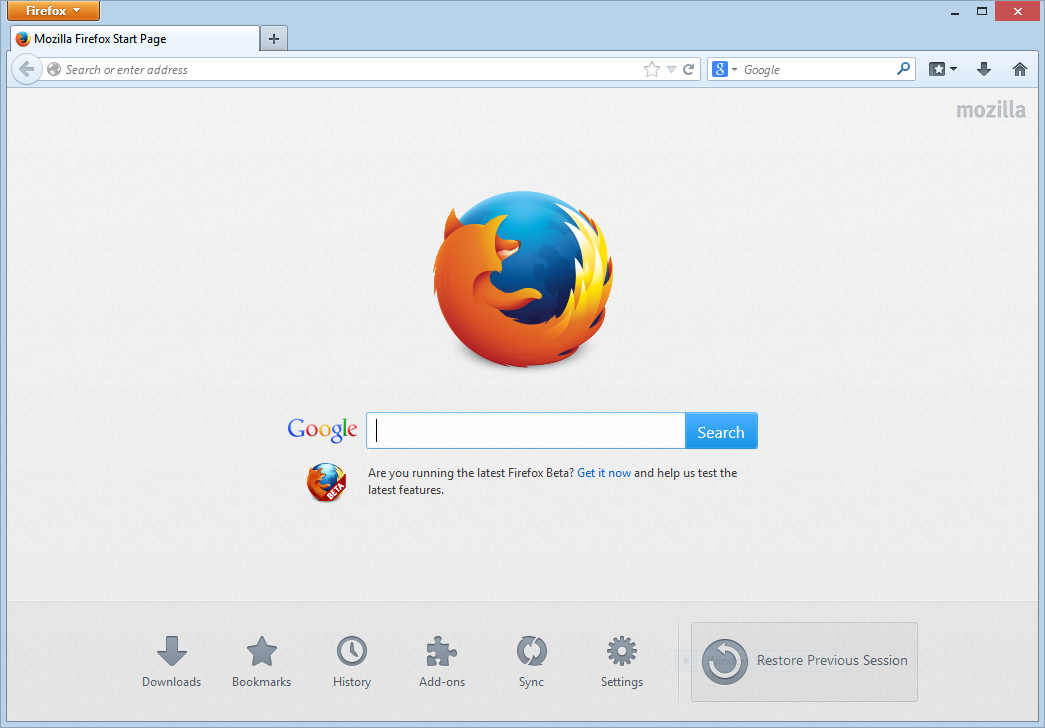 Firefox
Mozilla Firefox Start Page
Search or enter address
8 Google
mozilla
Google
Search
Are you running the latest Firefox Beta? Get it now and help us test the
latest features.
BETA
Downloads
Bookmarks
History
Add-ons
Sync
Settings
Restore Previous Session